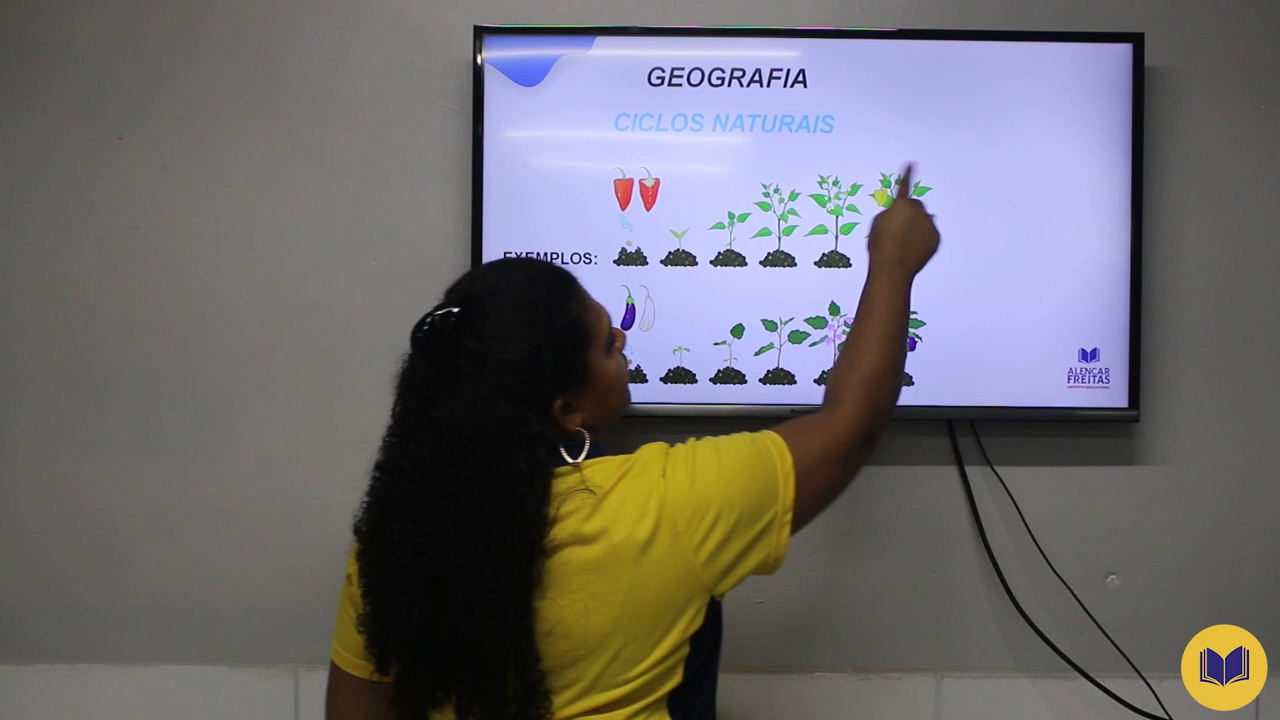 GEOGRAFIA
CICLOS NATURAIS
EXEMPLOS:
ALENCAR
FREITAS